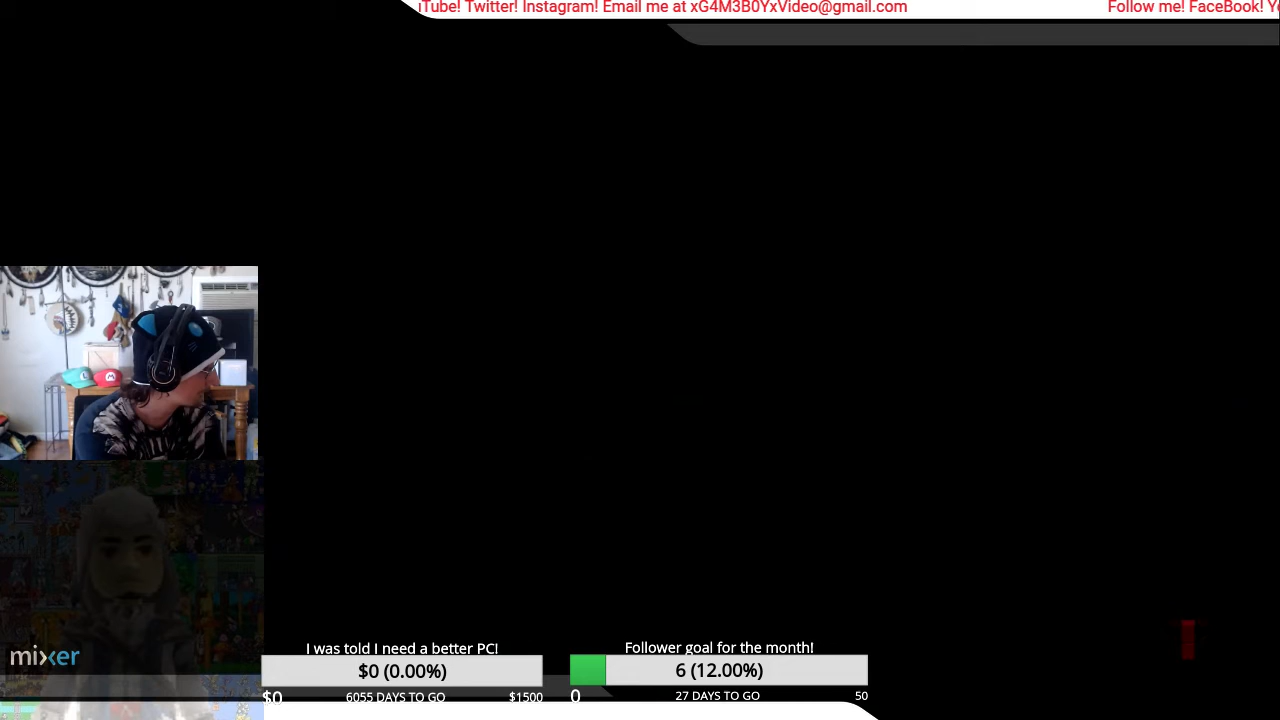 ıTube! Twitter! Instagram! Email me at xG4M3B0YxVideo@gmail.com Follow me! FaceBook! Y
I was told I need a better PC!
$0 (0.00%)
$0 6055 DAYS TO GO $1500
Follower goal for the month!
6 (12.00%)
0 27 DAYS TO GO 50
mixer